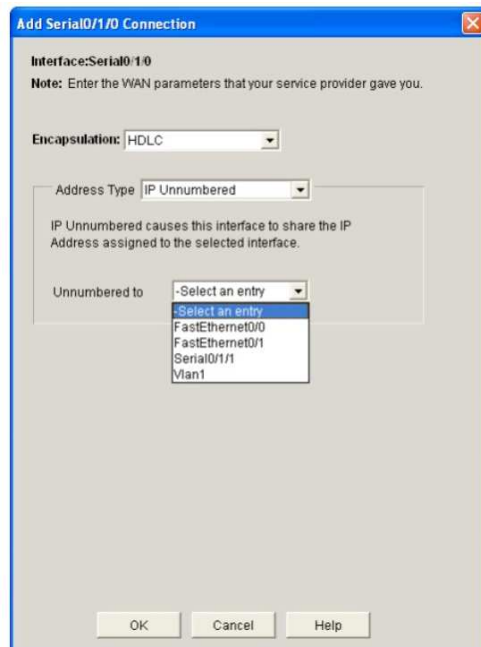 Add Serial0/1/0 Connection
Interface:Serial0/1/0
Note: Enter the WAN parameters that your service provider gave you.
Encapsulation: HDLC
Address Type IP Unnumbered
IP Unnumbered causes this interface to share the IP
Address assigned to the selected interface.
Unnumbered to -Select an entry
-Select an entry
FastEthernet0/0
FastEthernet0/1
Serial0/1/1
Vlan1
OK Cancel Help